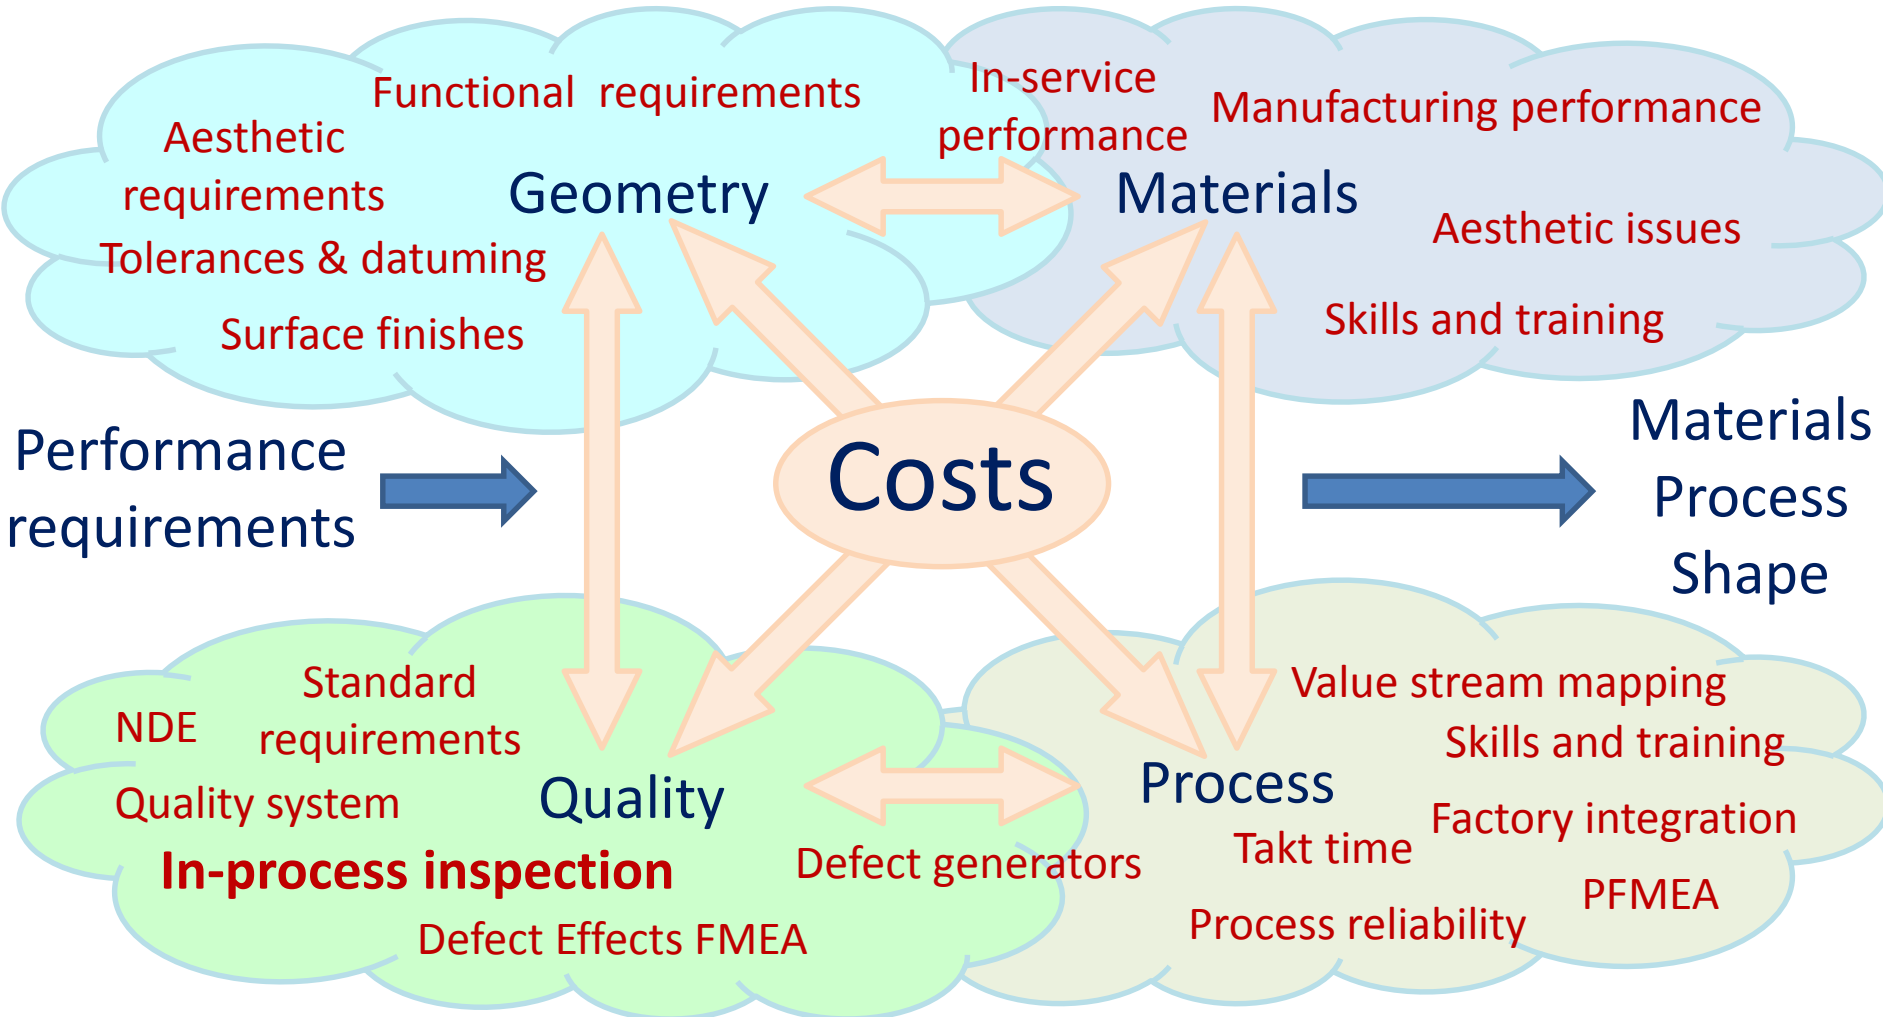 Functional requirements
In-service
performance
Manufacturing performance
Aesthetic
requirements
Geometry
Materials
Tolerances & datuming
Aesthetic issues
Surface finishes
Skills and training
Performance
requirements
Costs
Materials
Process
Shape
Standard
requirements
NDE
Quality system
Quality
In-process inspection
Defect Effects FMEA
Defect generators
Process
Value stream mapping
Skills and training
Factory integration
Takt time
PFMEA
Process reliability